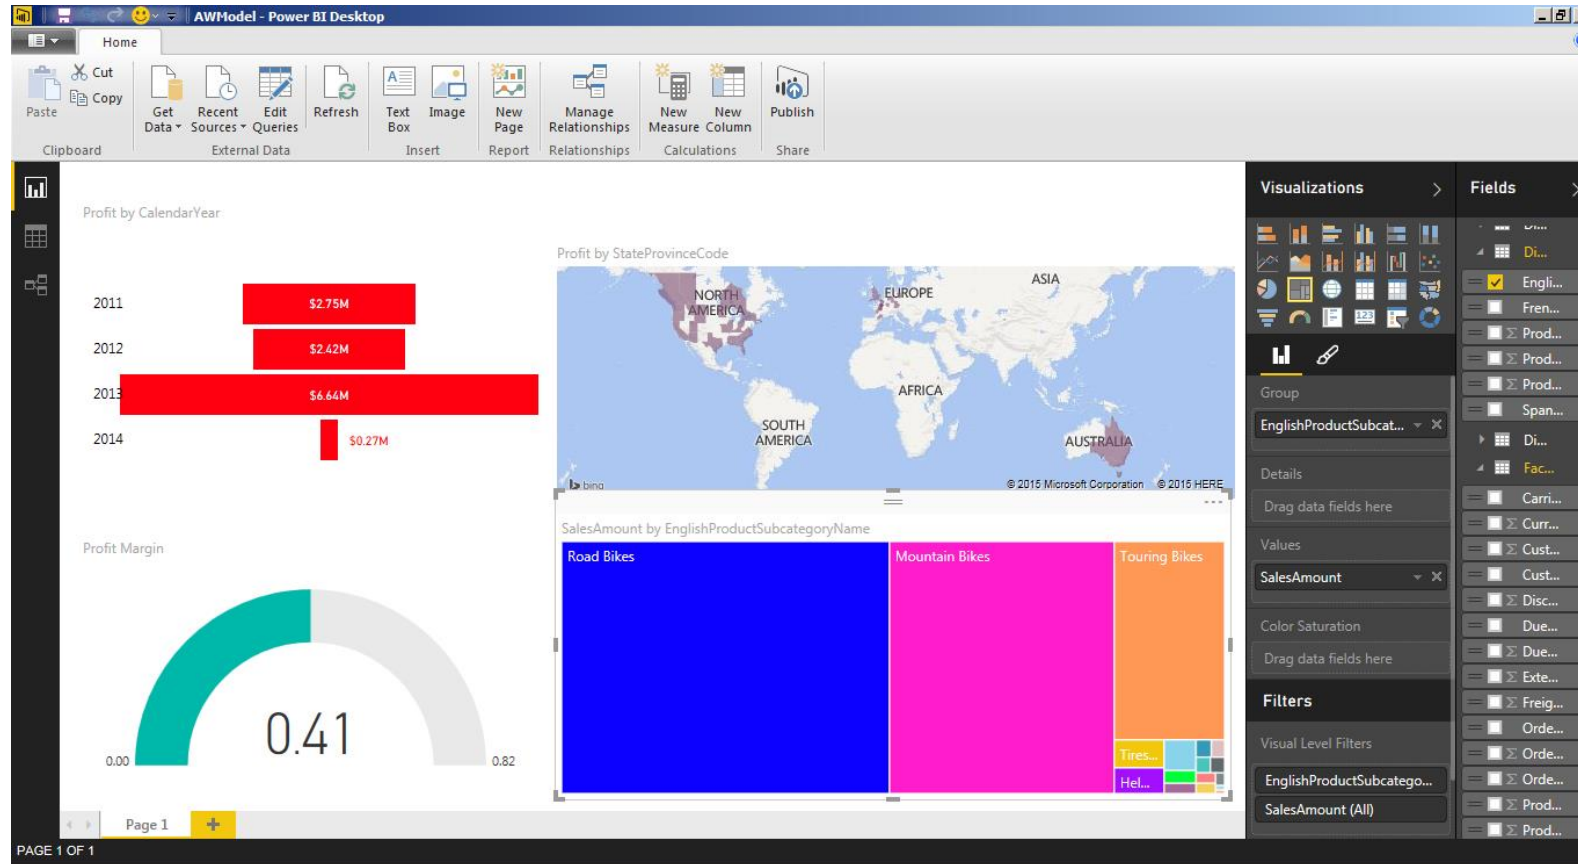 AWModel - Power BI Desktop
Home
Paste
Cut
Copy
Clipboard
Get Data
Recent Sources
Edit Queries
Refresh
External Data
Text Box
Image
Insert
New Page
Report
Manage Relationships
Relationships
New Measure
New Column
Calculations
Publish
Share
Profit by CalendarYear
2011 $2.75M
2012 $2.42M
2013 $6.64M
2014 $0.27M
Profit by StateProvinceCode
NORTH AMERICA
EUROPE
ASIA
AFRICA
SOUTH AMERICA
AUSTRALIA
bing
© 2015 Microsoft Corporation © 2015 HERE
Profit Margin
0.41
0.00
0.82
SalesAmount by EnglishProductSubcategoryName
Road Bikes
Mountain Bikes
Touring Bikes
Tires...
Hel...
Visualizations
123
Group
EnglishProductSubcat...
Details
Drag data fields here
Values
SalesAmount
Color Saturation
Drag data fields here
Filters
Visual Level Filters
EnglishProductSubcatego...
SalesAmount (All)
Fields
Di...
Engli...
Fren...
Σ Prod...
Σ Prod...
Σ Prod...
Span...
Di...
Fac...
Carri...
Σ Curr...
Σ Cust...
Cust...
Σ Disc...
Due...
Σ Due...
Σ Exte...
Σ Freig...
Orde...
Σ Orde...
Σ Orde...
Σ Prod...
Σ Prod...
Page 1
PAGE 1 OF 1